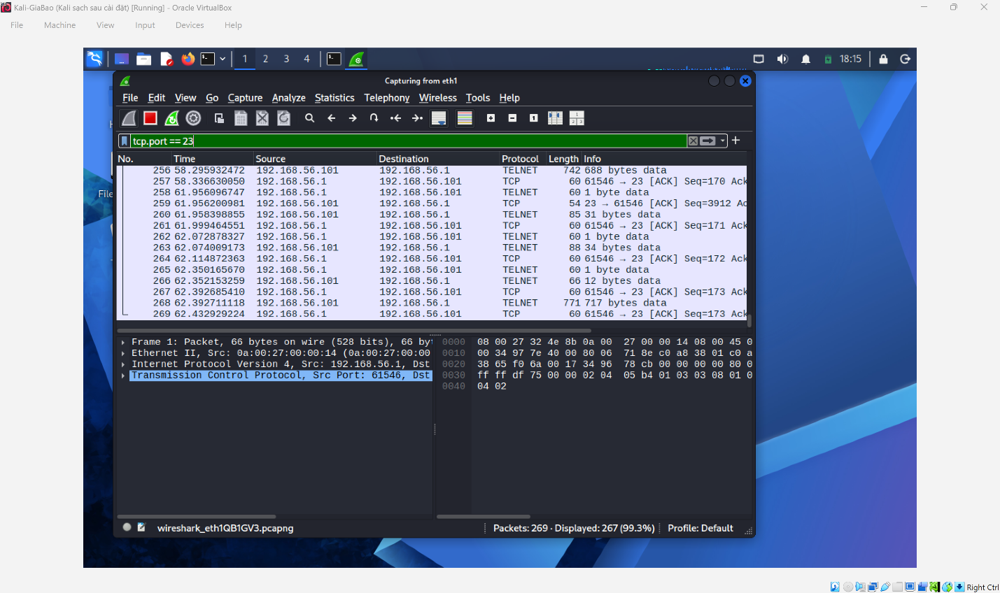 Kali-GiaBao (Kali sạch sau cài đặt) [Running] - Oracle VirtualBox
File Machine View Input Devices Help
1 2 3 4 18:15
Capturing from eth1
File Edit View Go Capture Analyze Statistics Telephony Wireless Tools Help
tcp.port == 23
No. Time Source Destination Protocol Length Info
256 58.295932472 192.168.56.101 192.168.56.1 TELNET 742 688 bytes data
257 58.336630050 192.168.56.1 192.168.56.101 TCP 60 61546 → 23 [ACK] Seq=170 Ack
258 61.956096747 192.168.56.1 192.168.56.101 TELNET 60 1 byte data
259 61.956200981 192.168.56.101 192.168.56.1 TCP 54 23 → 61546 [ACK] Seq=3912 Ac
260 61.958398855 192.168.56.101 192.168.56.1 TELNET 85 31 bytes data
261 61.999464551 192.168.56.1 192.168.56.101 TCP 60 61546 → 23 [ACK] Seq=171 Ack
262 62.072878327 192.168.56.1 192.168.56.101 TELNET 60 1 byte data
263 62.074009173 192.168.56.101 192.168.56.1 TELNET 88 34 bytes data
264 62.114872363 192.168.56.1 192.168.56.101 TCP 60 61546 → 23 [ACK] Seq=172 Ack
265 62.350165670 192.168.56.1 192.168.56.101 TELNET 60 1 byte data
266 62.352153259 192.168.56.101 192.168.56.1 TELNET 66 12 bytes data
267 62.392685410 192.168.56.1 192.168.56.101 TCP 60 61546 → 23 [ACK] Seq=173 Ack
268 62.392711118 192.168.56.101 192.168.56.1 TELNET 771 717 bytes data
269 62.432929224 192.168.56.1 192.168.56.101 TCP 60 61546 → 23 [ACK] Seq=173 Ack
File
Frame 1: Packet, 66 bytes on wire (528 bits), 66 byt
Ethernet II, Src: 0a:00:27:00:00:14 (0a:00:27:00:00
Internet Protocol Version 4, Src: 192.168.56.1, Dst
Transmission Control Protocol, Src Port: 61546, Dst
0000 08 00 27 32 4e 8b 0a 00 27 00 00 14 08 00 45 0
0010 00 34 97 7e 40 00 80 06 71 8e c0 a8 38 01 c0 a
0020 38 65 f0 6a 00 17 34 96 78 cb 00 00 00 00 80 0
0030 ff ff df 75 00 00 02 04 05 b4 01 03 03 08 01 0
0040 04 02
wireshark_eth1QB1GV3.pcapng Packets: 269 · Displayed: 267 (99.3%) Profile: Default
Right Ctrl